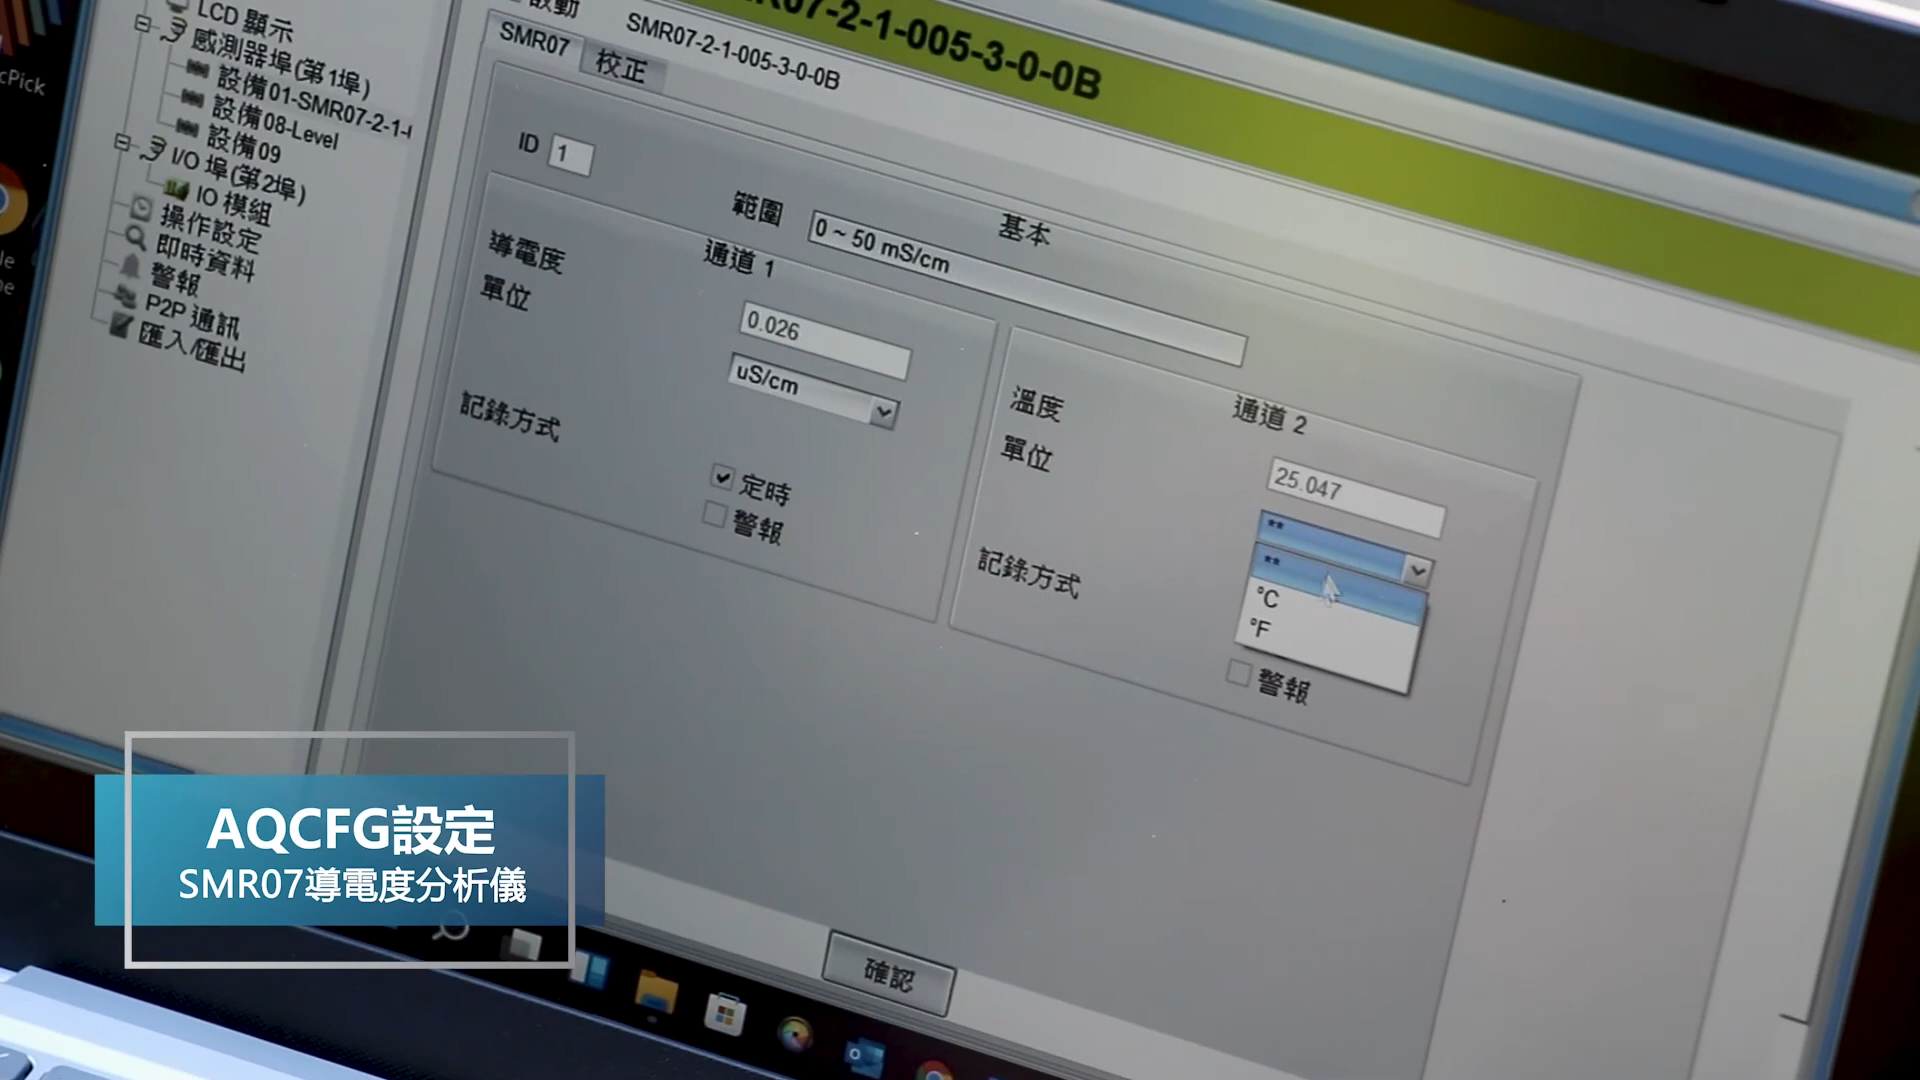 LCD 顯示
感測器埠(第1埠)
設備01-SMR07-2-1-
設備08-Level
設備09
I/O 埠(第2埠)
IO 模組
操作設定
即時資料
警報
P2P 通訊
匯入/匯出
cPick
啟動
SMR07-2-1-005-3-0-0B
R07-2-1-005-3-0-0B
SMR07
校正
ID 1
基本
範圍 0 ~ 50 mS/cm
通道 1
導電度 0.026
單位 uS/cm
記錄方式
定時
警報
通道 2
溫度 25.047
單位 **
**
°C
°F
記錄方式
警報
確認
AQCFG設定
SMR07導電度分析儀